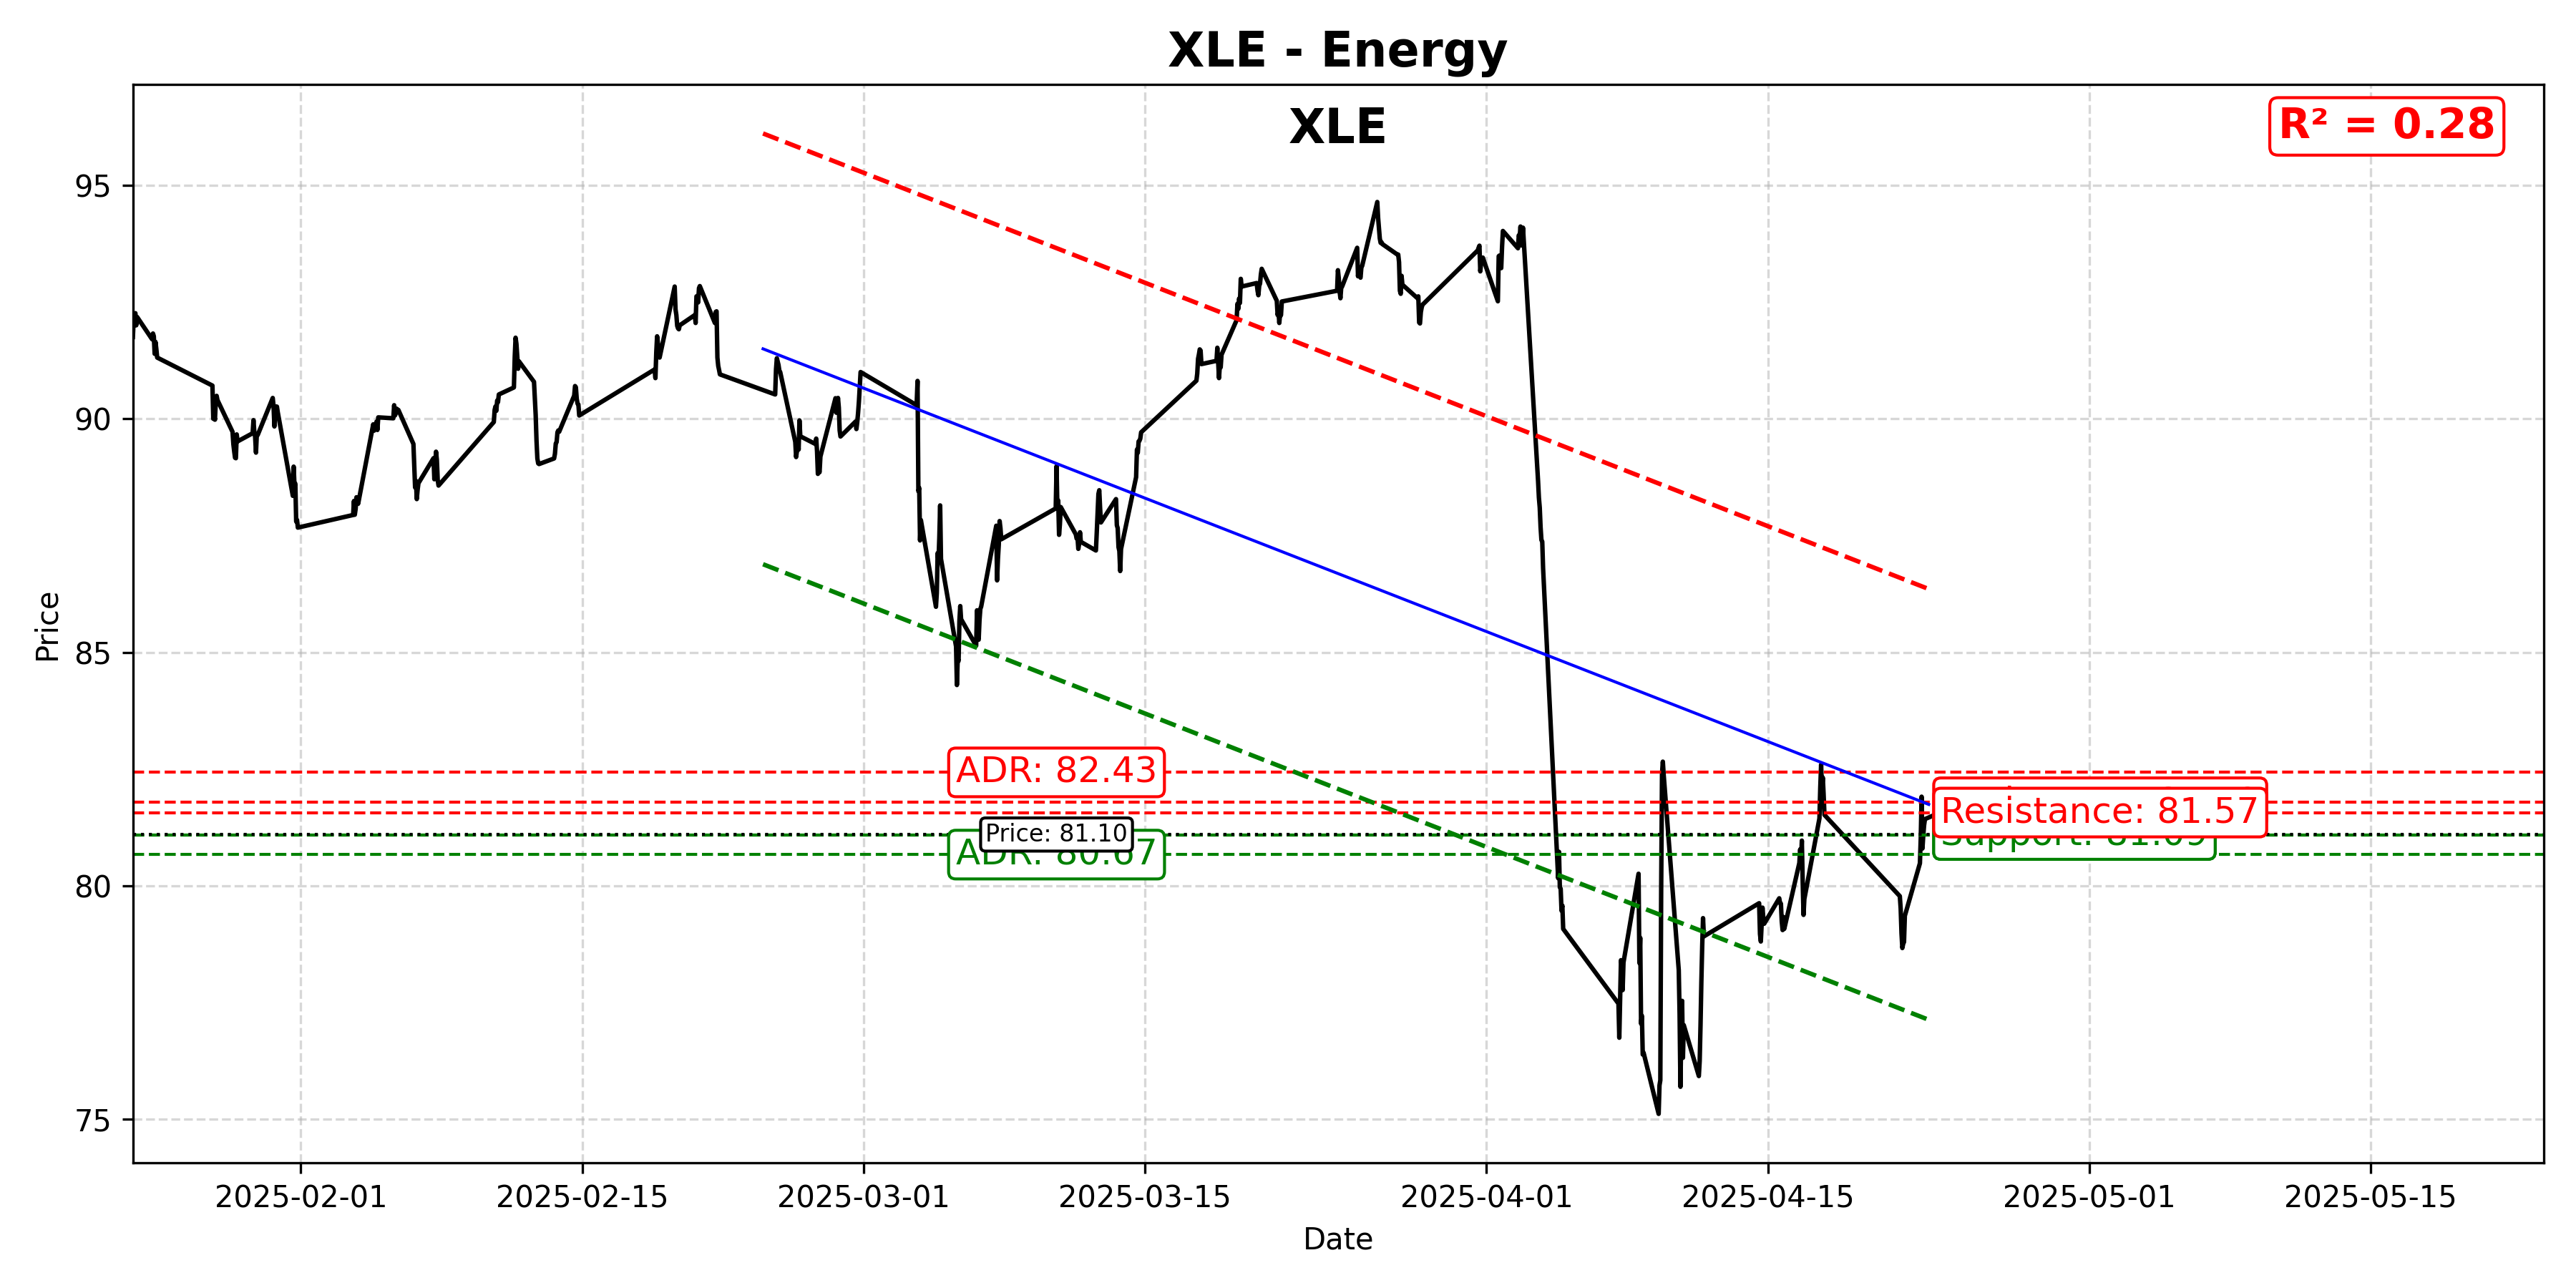 XLE - Energy
XLE
R² = 0.28
95
90
85
80
75
Price
ADR: 82.43
Price: 81.10
ADR: 80.67
Resistance: 81.57
Support: 81.09
2025-02-01
2025-02-15
2025-03-01
2025-03-15
2025-04-01
2025-04-15
2025-05-01
2025-05-15
Date